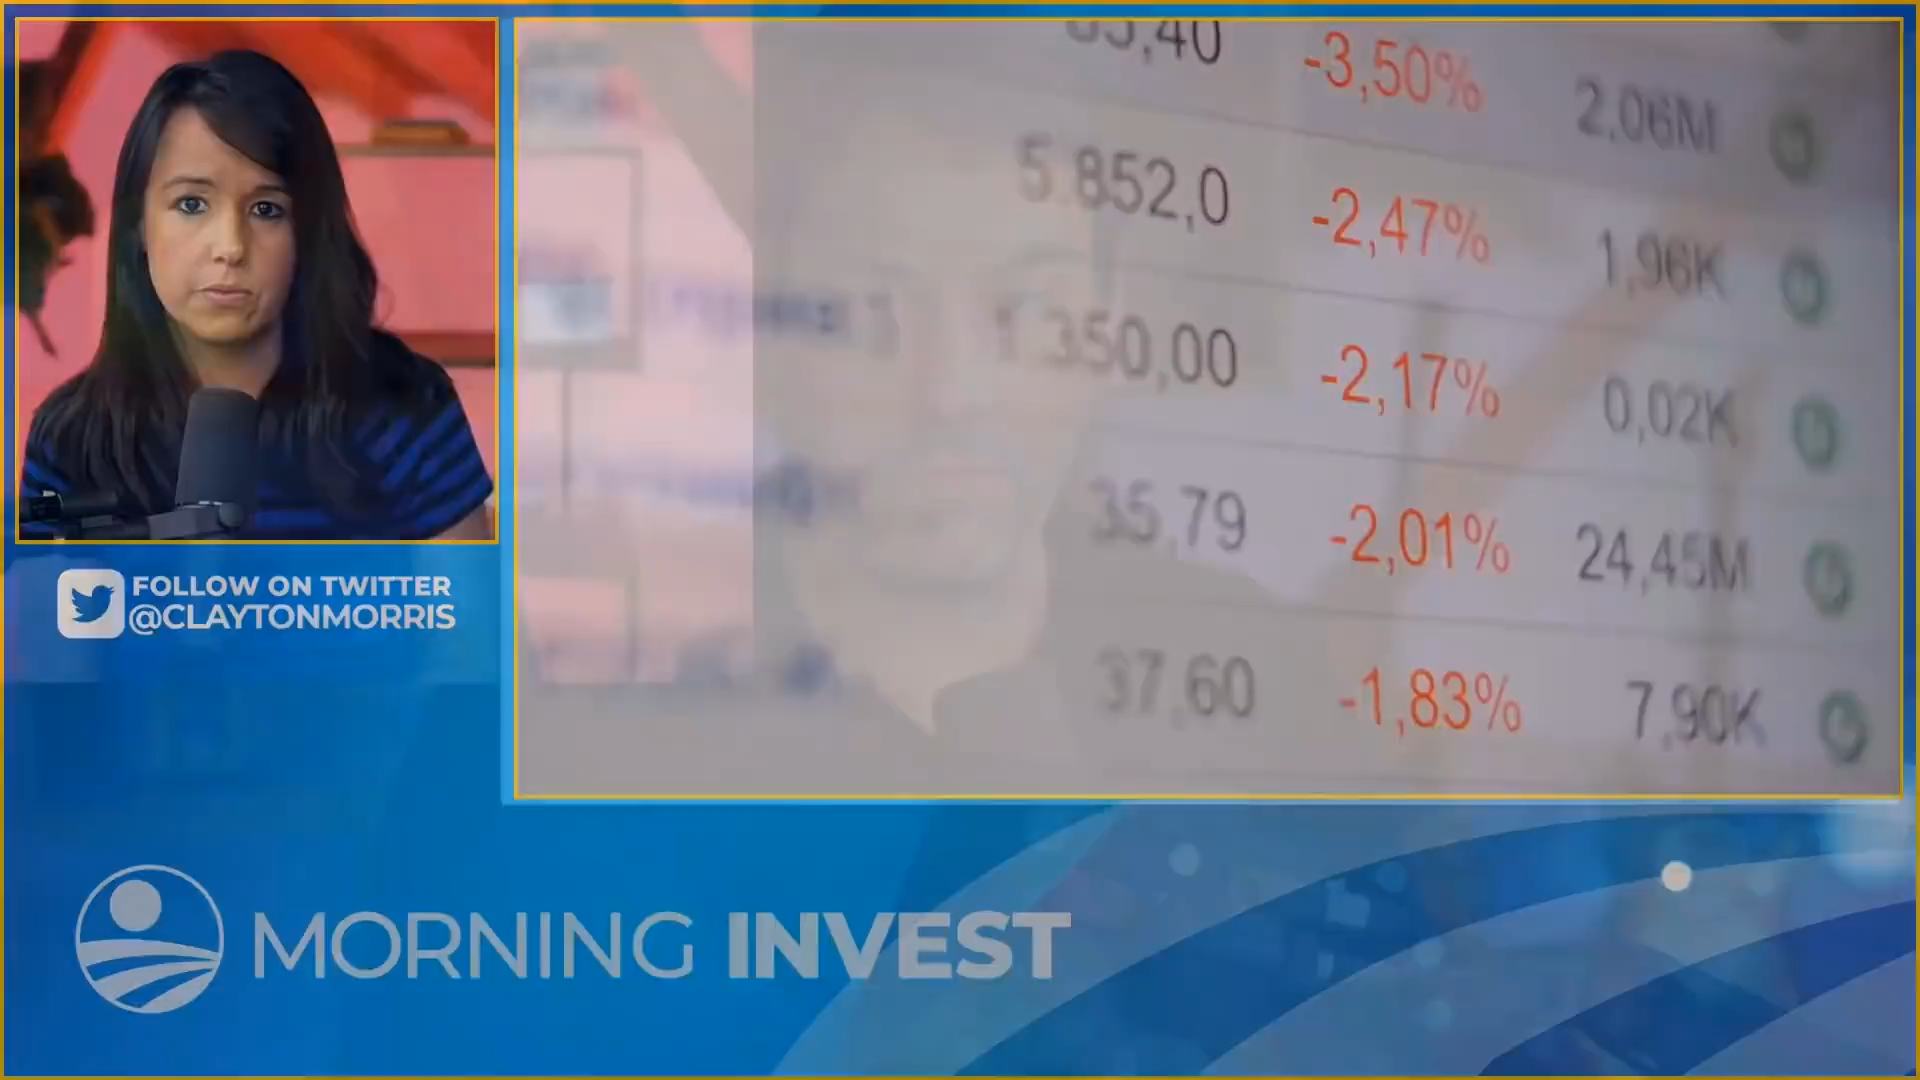 FOLLOW ON TWITTER
@CLAYTONMORRIS
-3,50% 2,06M
5.852,0 -2,47% 1,96K
1.350,00 -2,17% 0,02K
35,79 -2,01% 24,45M
37,60 -1,83% 7,90K
MORNING INVEST